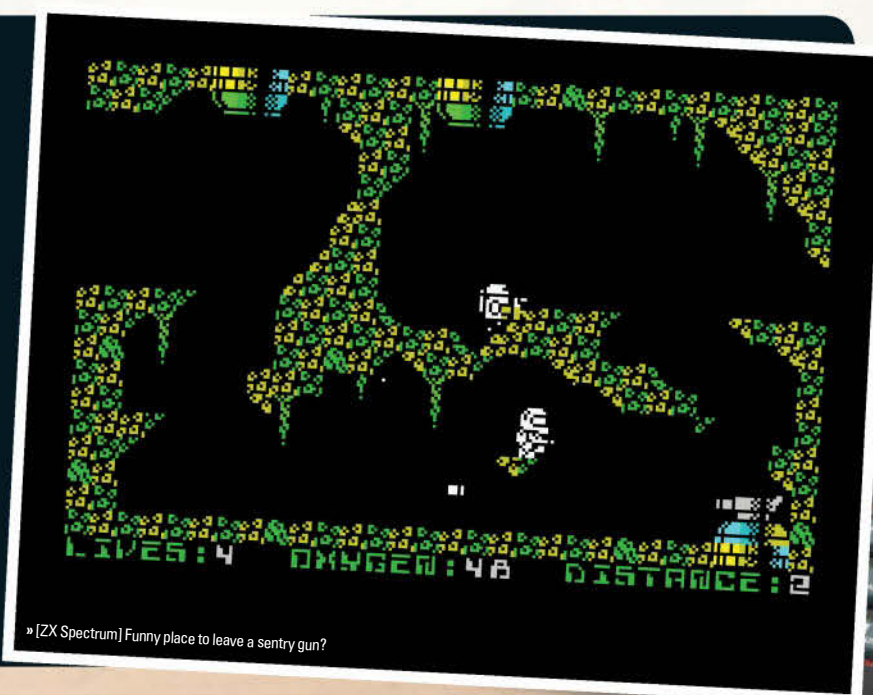 LIVES:4 OXYGEN:48 DISTANCE:2
» [ZX Spectrum] Funny place to leave a sentry gun?